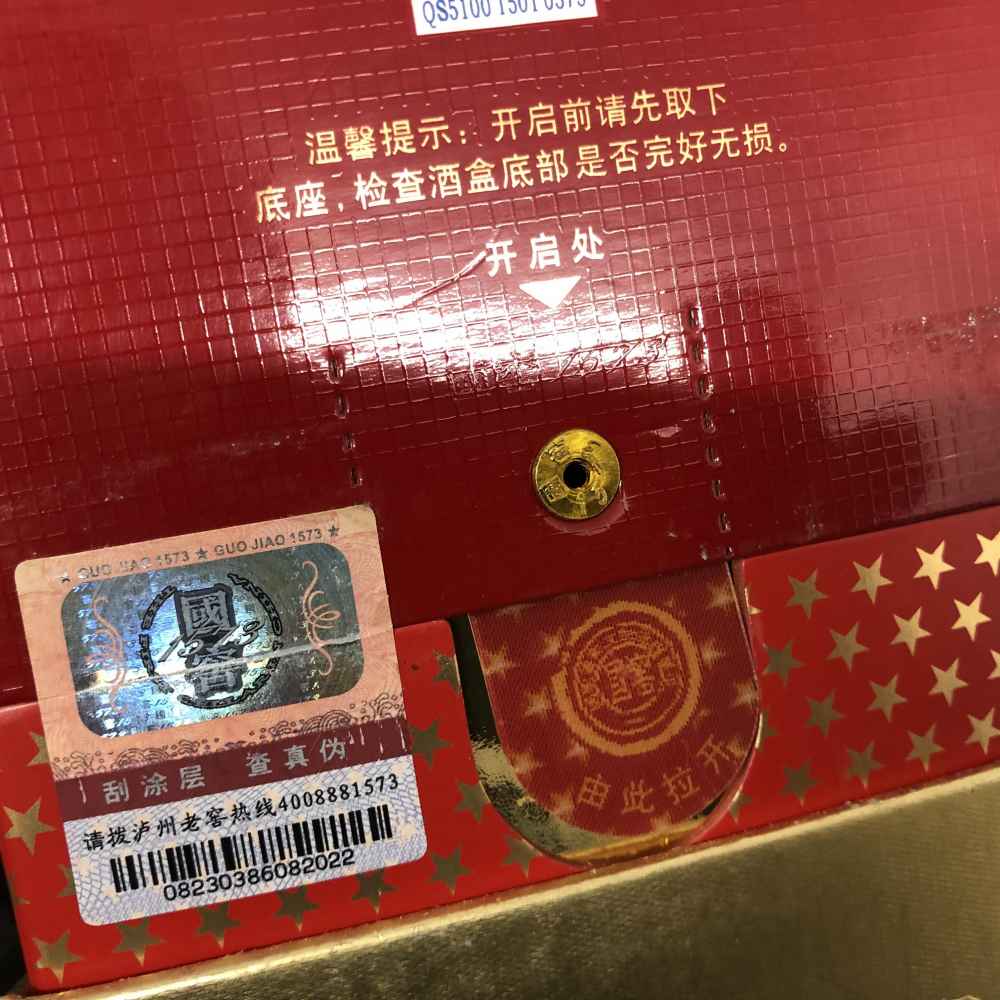 QS5100 1501 0373
温馨提示：开启前请先取下
底座，检查酒盒底部是否完好无损。
开启处
★ GUO JIAO 1573 ★ GUO JIAO 1573 ★
國窖
1573
刮涂层 查真伪
请拨泸州老窖热线4008881573
08230386082022
由此拉开